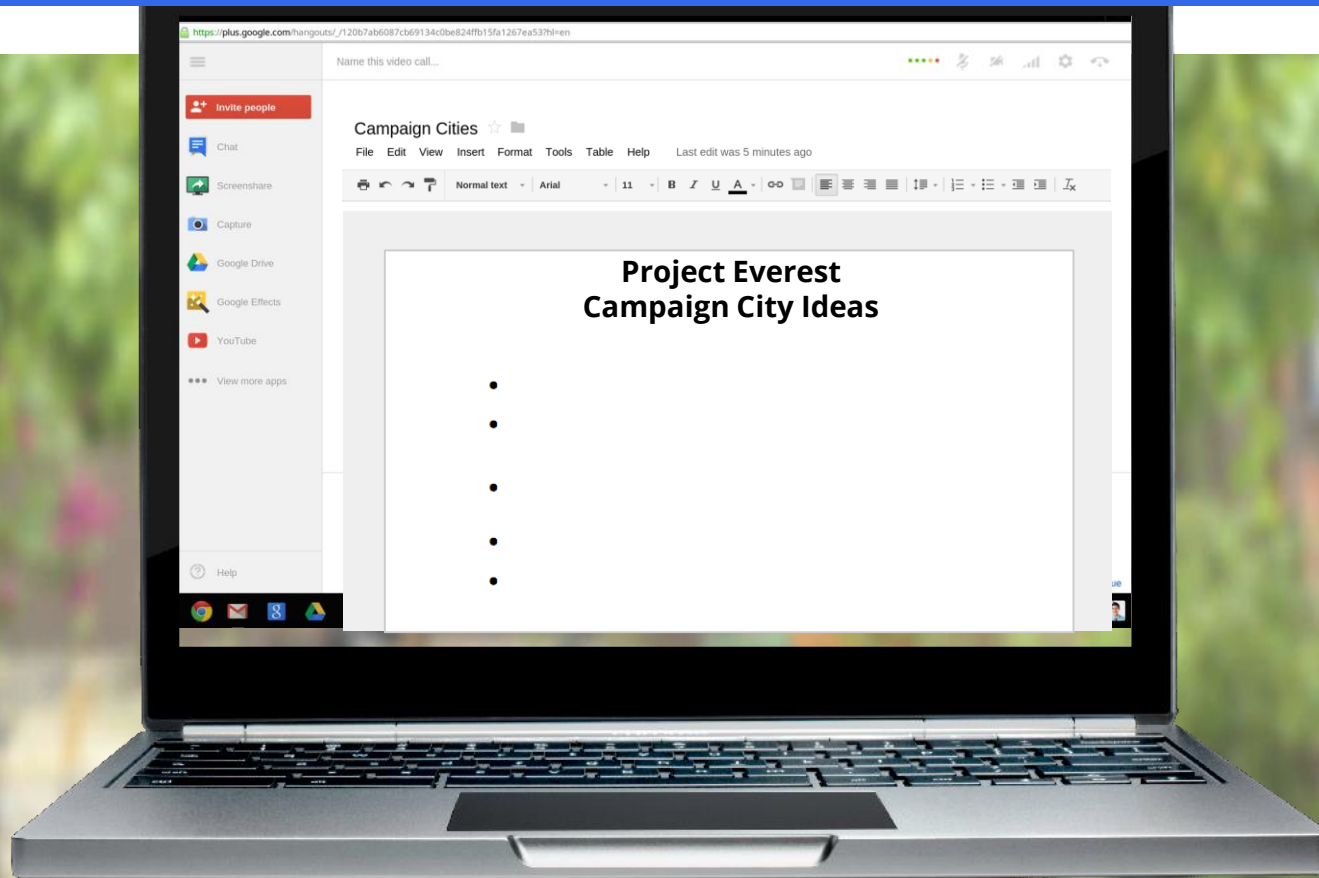 https://plus.google.com/hangouts/_/120b7ab6087cb69134c0be824ffb15fa1267ea53?hl=en
Name this video call...
Invite people
Chat
Screenshare
Capture
Google Drive
Google Effects
YouTube
View more apps
Help
Campaign Cities
File Edit View Insert Format Tools Table Help Last edit was 5 minutes ago
Normal text Arial 11 B I U A
Project Everest
Campaign City Ideas
•
•
•
•
•
ue
8